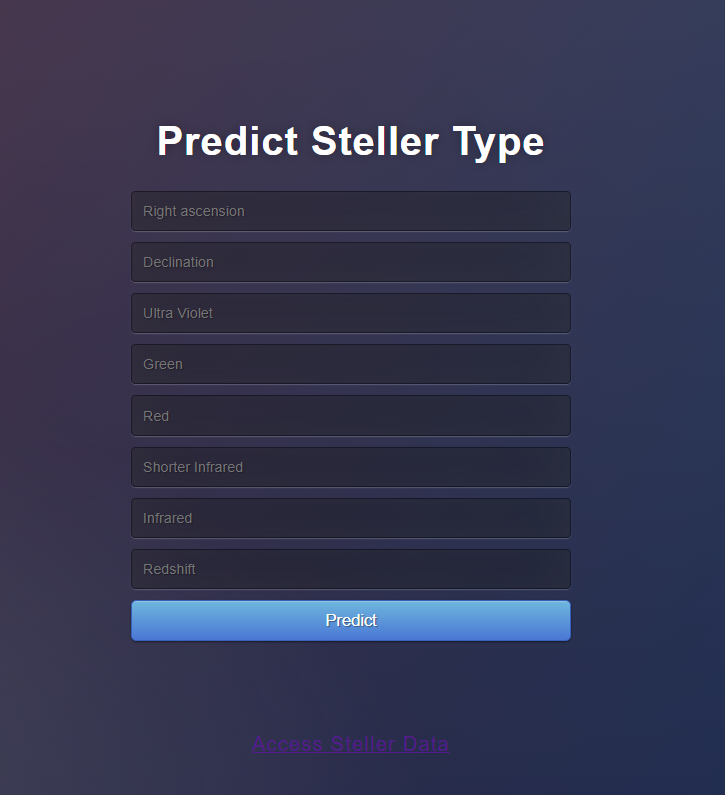 Predict Steller Type
Right ascension
Declination
Ultra Violet
Green
Red
Shorter Infrared
Infrared
Redshift
Predict
Access Steller Data